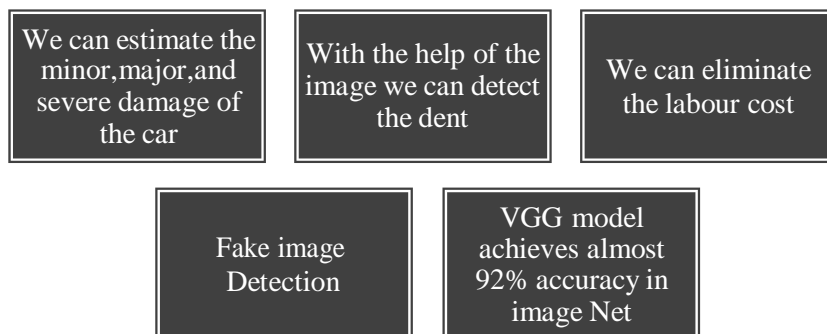 We can estimate the
minor,major,and
severe damage of
the car
With the help of the
image we can detect
the dent
We can eliminate
the labour cost
Fake image
Detection
VGG model
achieves almost
92% accuracy in
image Net